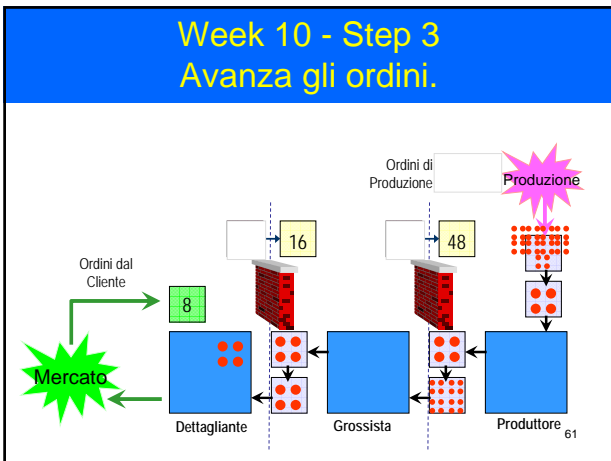 Week 10 - Step 3
Avanza gli ordini.
Ordini di
Produzione
Produzione
16
48
Ordini dal
Cliente
8
Mercato
Dettagliante
Grossista
Produttore
61